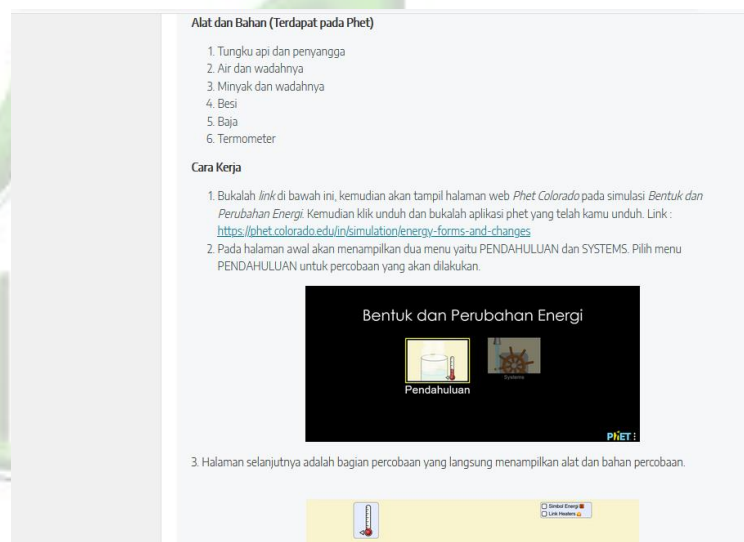 Alat dan Bahan (Terdapat pada Phet)
1. Tungku api dan penyangga
2. Air dan wadahnya
3. Minyak dan wadahnya
4. Besi
5. Baja
6. Termometer
Cara Kerja
1. Bukalah link di bawah ini, kemudian akan tampil halaman web Phet Colorado pada simulasi Bentuk dan
Perubahan Energi. Kemudian klik unduh dan bukalah aplikasi phet yang telah kamu unduh. Link :
https://phet.colorado.edu/in/simulation/energy-forms-and-changes
2. Pada halaman awal akan menampilkan dua menu yaitu PENDAHULUAN dan SYSTEMS. Pilih menu
PENDAHULUAN untuk percobaan yang akan dilakukan.
Bentuk dan Perubahan Energi
Pendahuluan
Systems
PhET
3. Halaman selanjutnya adalah bagian percobaan yang langsung menampilkan alat dan bahan percobaan.
Simbol Energi
Link Heaters